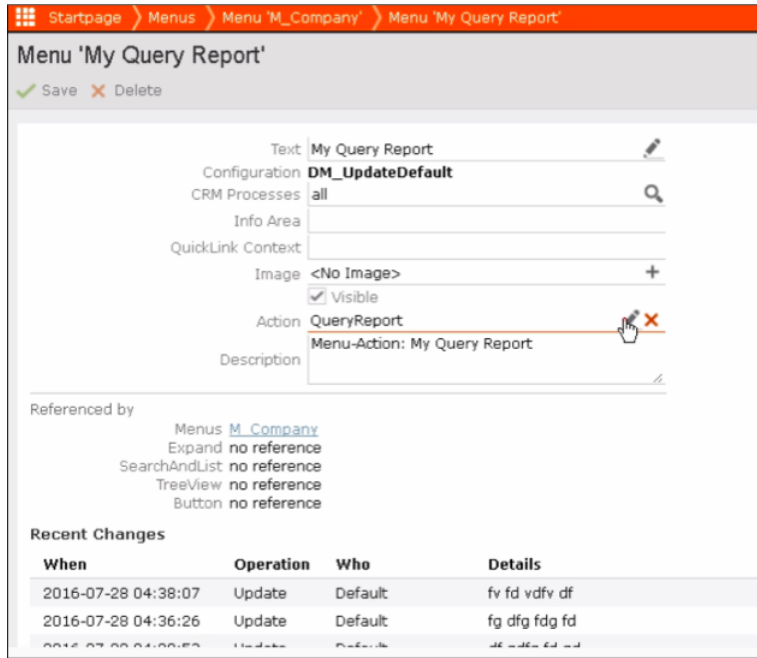 Startpage Menus Menu 'M_Company' Menu 'My Query Report'
Menu 'My Query Report'
Save Delete
Text My Query Report
Configuration DM_UpdateDefault
CRM Processes all
Info Area
QuickLink Context
Image <No Image>
Visible
Action QueryReport
Description Menu-Action: My Query Report
Referenced by
Menus M_Company
Expand no reference
SearchAndList no reference
TreeView no reference
Button no reference
Recent Changes
When Operation Who Details
2016-07-28 04:38:07 Update Default fv fd vdfv df
2016-07-28 04:36:26 Update Default fg dfg fdg fd
Update Default